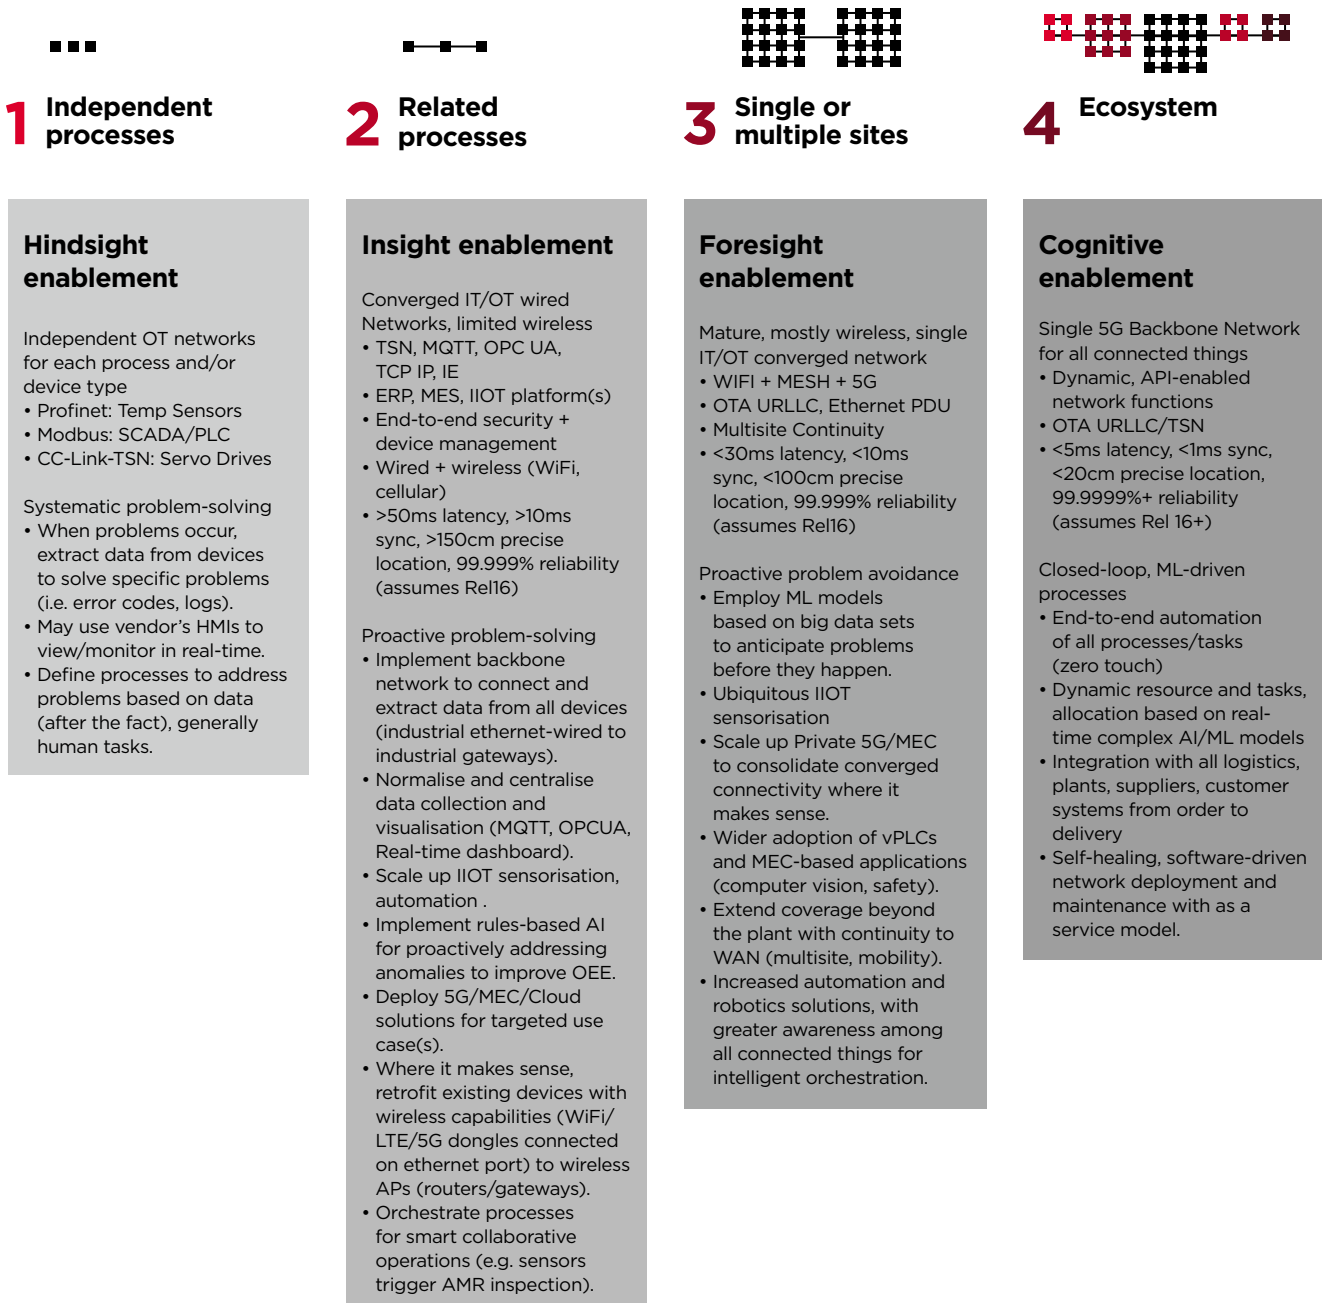 1 Independent
processes
Hindsight
enablement
Independent OT networks
for each process and/or
device type
• Profinet: Temp Sensors
• Modbus: SCADA/PLC
• CC-Link-TSN: Servo Drives
Systematic problem-solving
• When problems occur,
extract data from devices
to solve specific problems
(i.e. error codes, logs).
• May use vendor’s HMIs to
view/monitor in real-time.
• Define processes to address
problems based on data
(after the fact), generally
human tasks.
2 Related
processes
Insight enablement
Converged IT/OT wired
Networks, limited wireless
• TSN, MQTT, OPC UA,
TCP IP, IE
• ERP, MES, IIOT platform(s)
• End-to-end security +
device management
• Wired + wireless (WiFi,
cellular)
• >50ms latency, >10ms
sync, >150cm precise
location, 99.999% reliability
(assumes Rel16)
Proactive problem-solving
• Implement backbone
network to connect and
extract data from all devices
(industrial ethernet-wired to
industrial gateways).
• Normalise and centralise
data collection and
visualisation (MQTT, OPCUA,
Real-time dashboard).
• Scale up IIOT sensorisation,
automation .
• Implement rules-based AI
for proactively addressing
anomalies to improve OEE.
• Deploy 5G/MEC/Cloud
solutions for targeted use
case(s).
• Where it makes sense,
retrofit existing devices with
wireless capabilities (WiFi/
LTE/5G dongles connected
on ethernet port) to wireless
APs (routers/gateways).
• Orchestrate processes
for smart collaborative
operations (e.g. sensors
trigger AMR inspection).
3 Single or
multiple sites
Foresight
enablement
Mature, mostly wireless, single
IT/OT converged network
• WIFI + MESH + 5G
• OTA URLLC, Ethernet PDU
• Multisite Continuity
• <30ms latency, <10ms
sync, <100cm precise
location, 99.999% reliability
(assumes Rel16)
Proactive problem avoidance
• Employ ML models
based on big data sets
to anticipate problems
before they happen.
• Ubiquitous IIOT
sensorisation
• Scale up Private 5G/MEC
to consolidate converged
connectivity where it
makes sense.
• Wider adoption of vPLCs
and MEC-based applications
(computer vision, safety).
• Extend coverage beyond
the plant with continuity to
WAN (multisite, mobility).
• Increased automation and
robotics solutions, with
greater awareness among
all connected things for
intelligent orchestration.
4 Ecosystem
Cognitive
enablement
Single 5G Backbone Network
for all connected things
• Dynamic, API-enabled
network functions
• OTA URLLC/TSN
• <5ms latency, <1ms sync,
<20cm precise location,
99.9999%+ reliability
(assumes Rel 16+)
Closed-loop, ML-driven
processes
• End-to-end automation
of all processes/tasks
(zero touch)
• Dynamic resource and tasks,
allocation based on real-
time complex AI/ML models
• Integration with all logistics,
plants, suppliers, customer
systems from order to
delivery
• Self-healing, software-driven
network deployment and
maintenance with as a
service model.